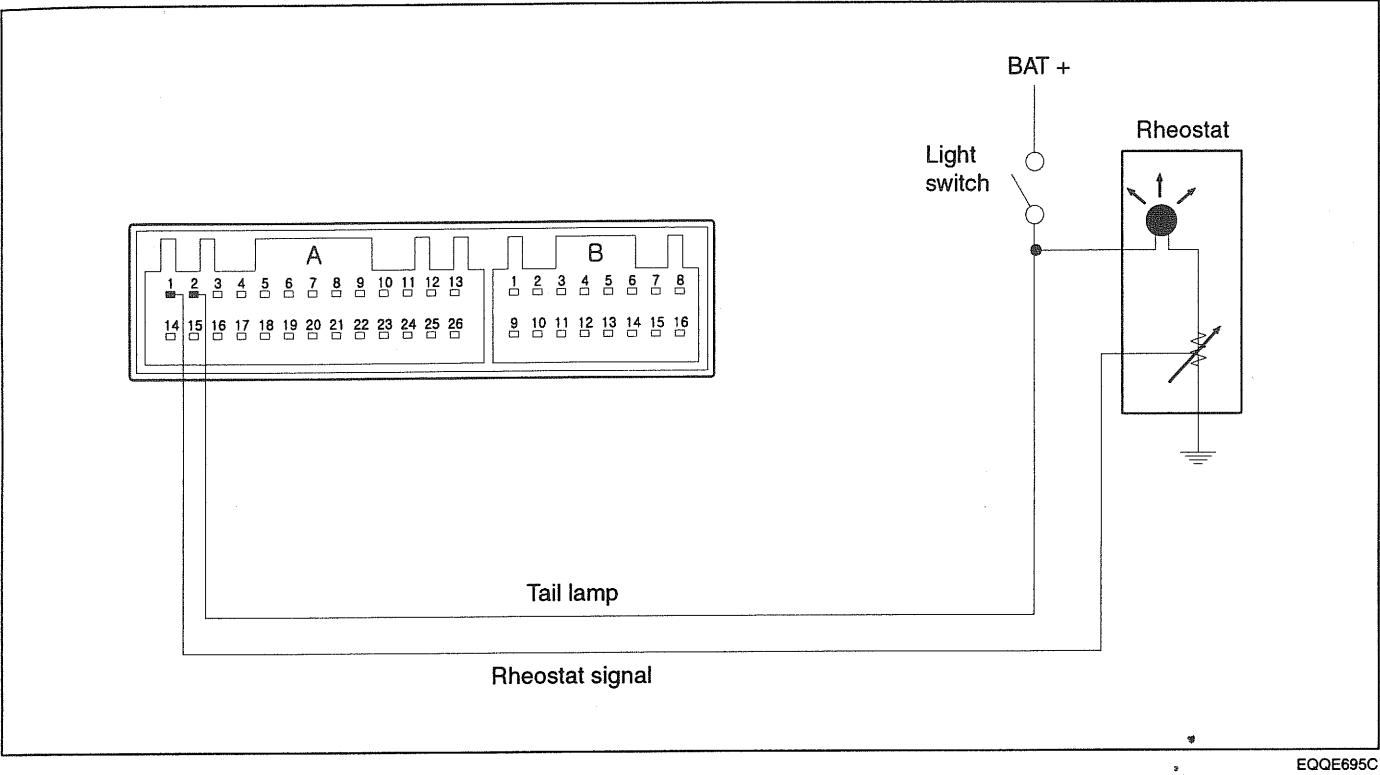 BAT +
Rheostat
Light
switch
A
B
1 2 3 4 5 6 7 8 9 10 11 12 13
1 2 3 4 5 6 7 8
14 15 16 17 18 19 20 21 22 23 24 25 26
9 10 11 12 13 14 15 16
Tail lamp
Rheostat signal
EQQE695C